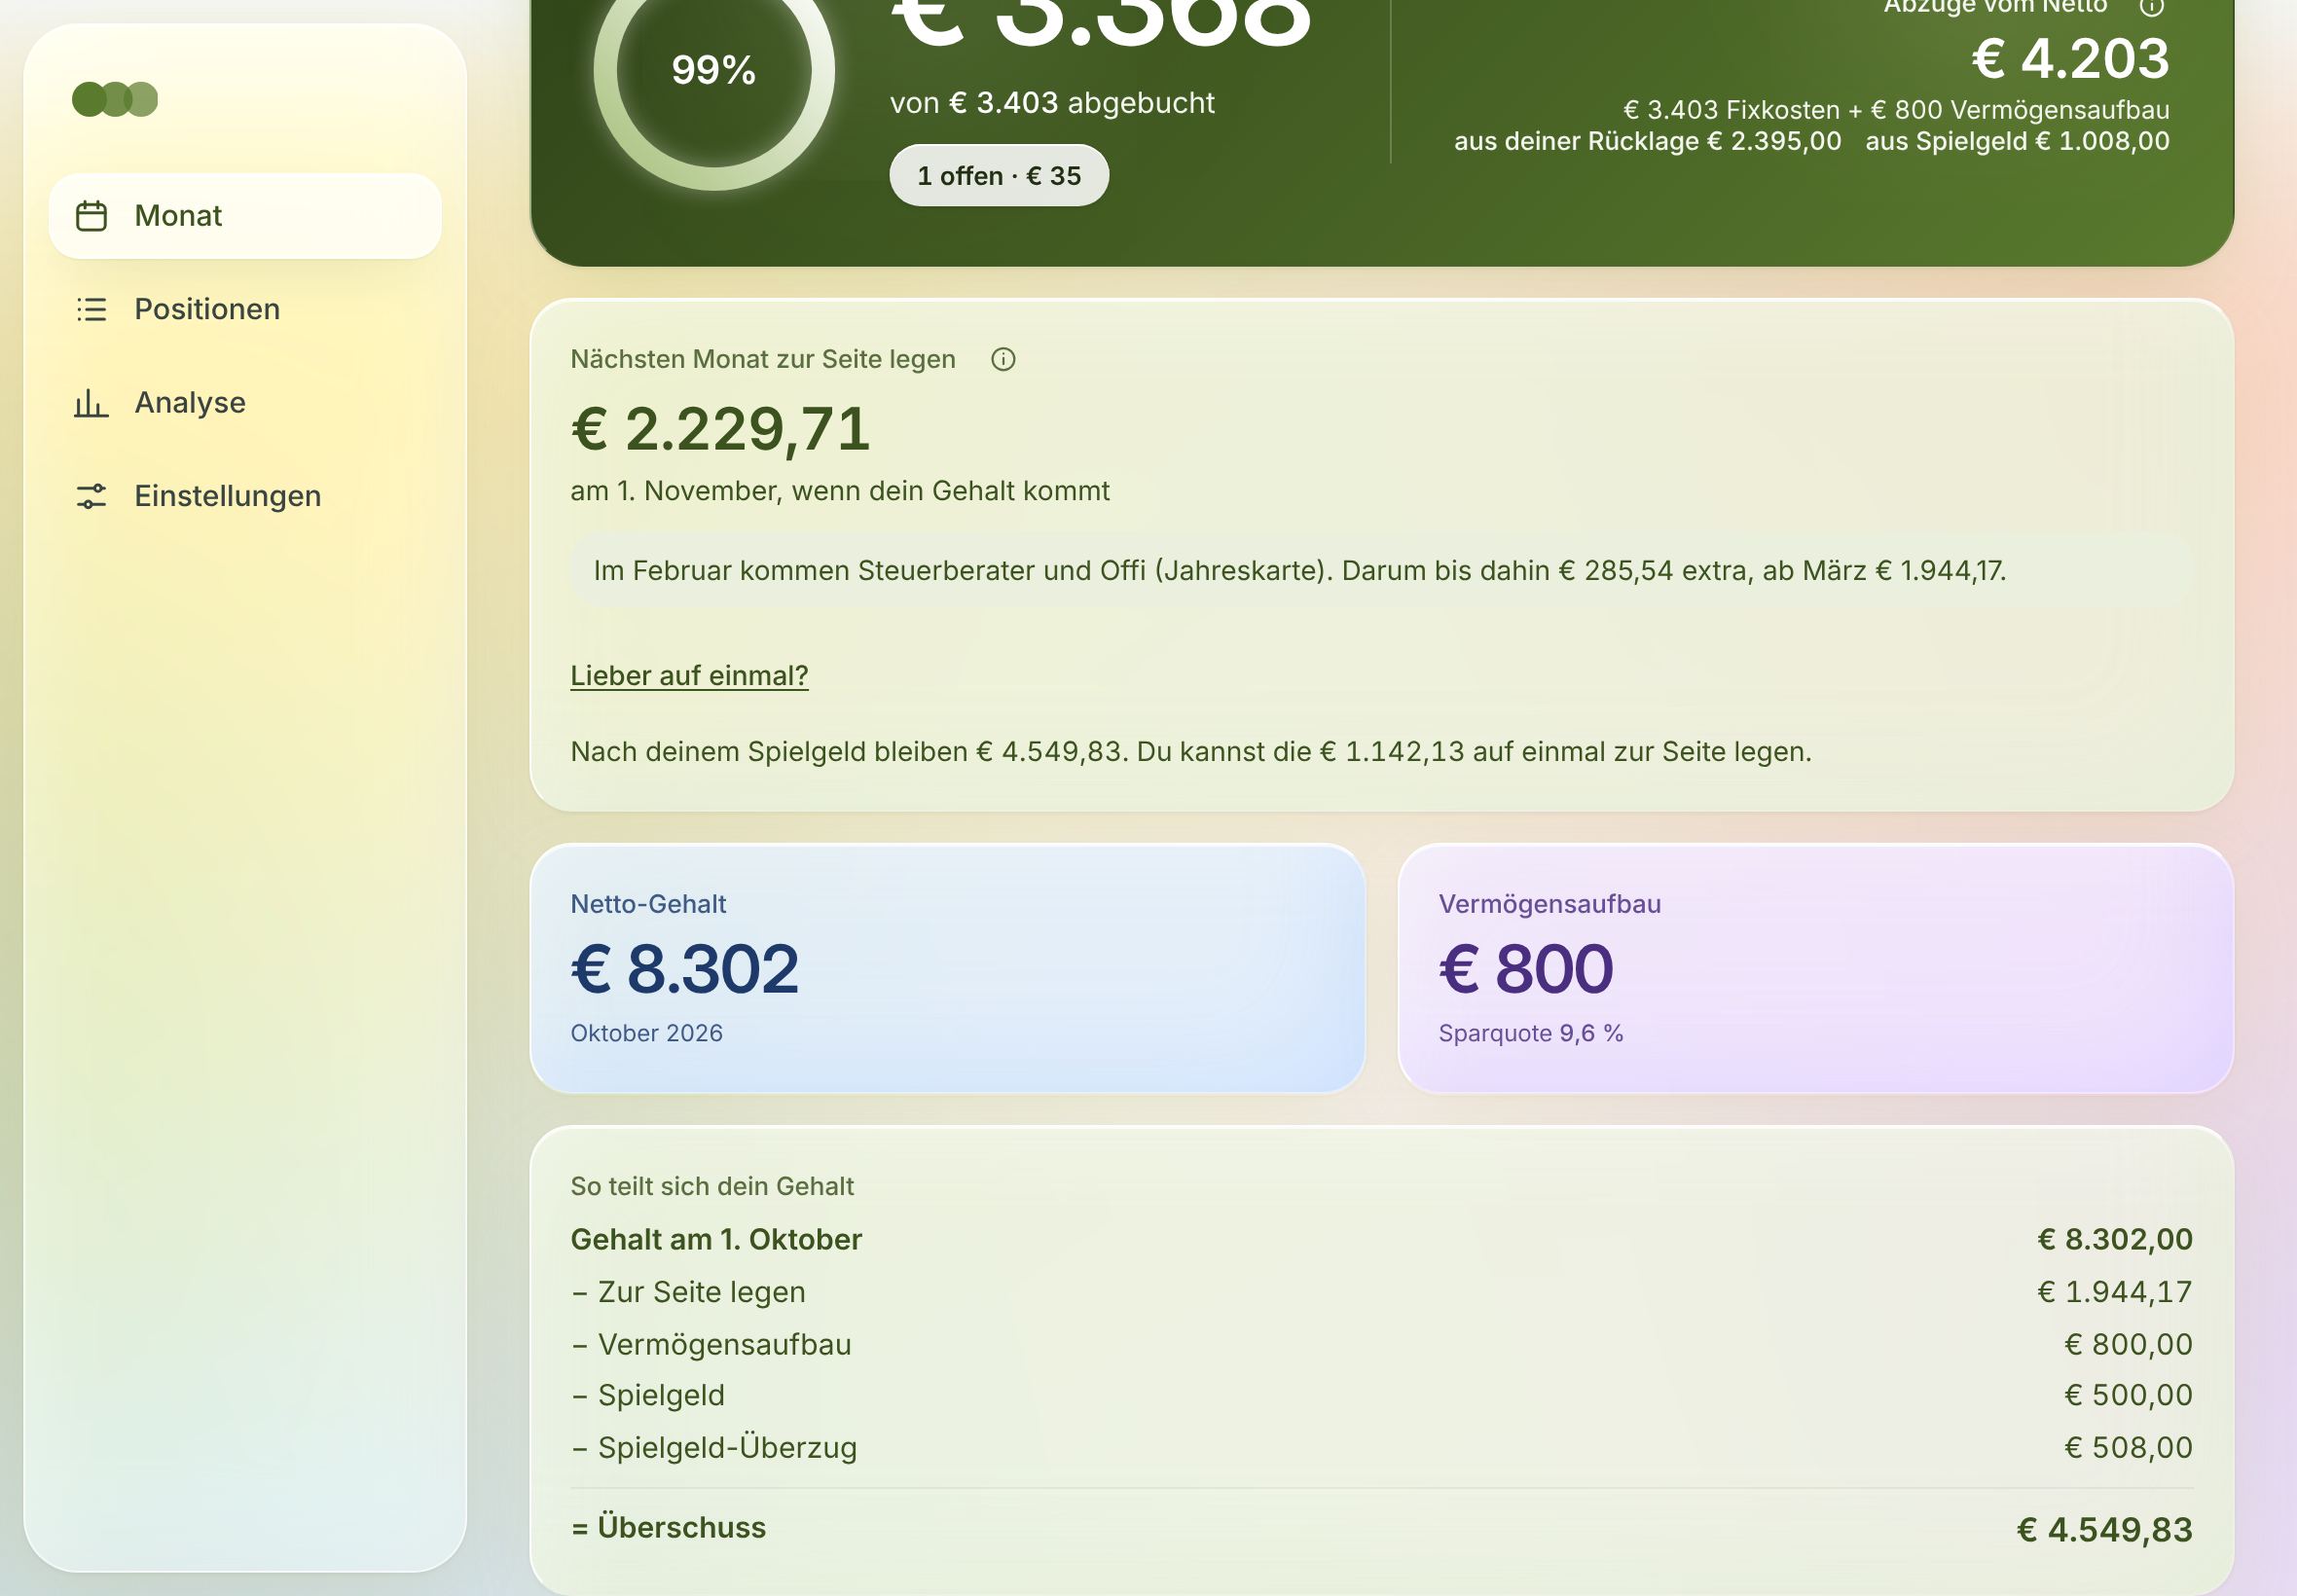 Monat
Positionen
Analyse
Einstellungen
99%
€ 3.368
von € 3.403 abgebucht
1 offen · € 35
Abzüge vom Netto
€ 4.203
€ 3.403 Fixkosten + € 800 Vermögensaufbau
aus deiner Rücklage € 2.395,00 aus Spielgeld € 1.008,00
Nächsten Monat zur Seite legen
€ 2.229,71
am 1. November, wenn dein Gehalt kommt
Im Februar kommen Steuerberater und Offi (Jahreskarte). Darum bis dahin € 285,54 extra, ab März € 1.944,17.
Lieber auf einmal?
Nach deinem Spielgeld bleiben € 4.549,83. Du kannst die € 1.142,13 auf einmal zur Seite legen.
Netto-Gehalt
€ 8.302
Oktober 2026
Vermögensaufbau
€ 800
Sparquote 9,6 %
So teilt sich dein Gehalt
Gehalt am 1. Oktober € 8.302,00
– Zur Seite legen € 1.944,17
– Vermögensaufbau € 800,00
– Spielgeld € 500,00
– Spielgeld-Überzug € 508,00
= Überschuss € 4.549,83